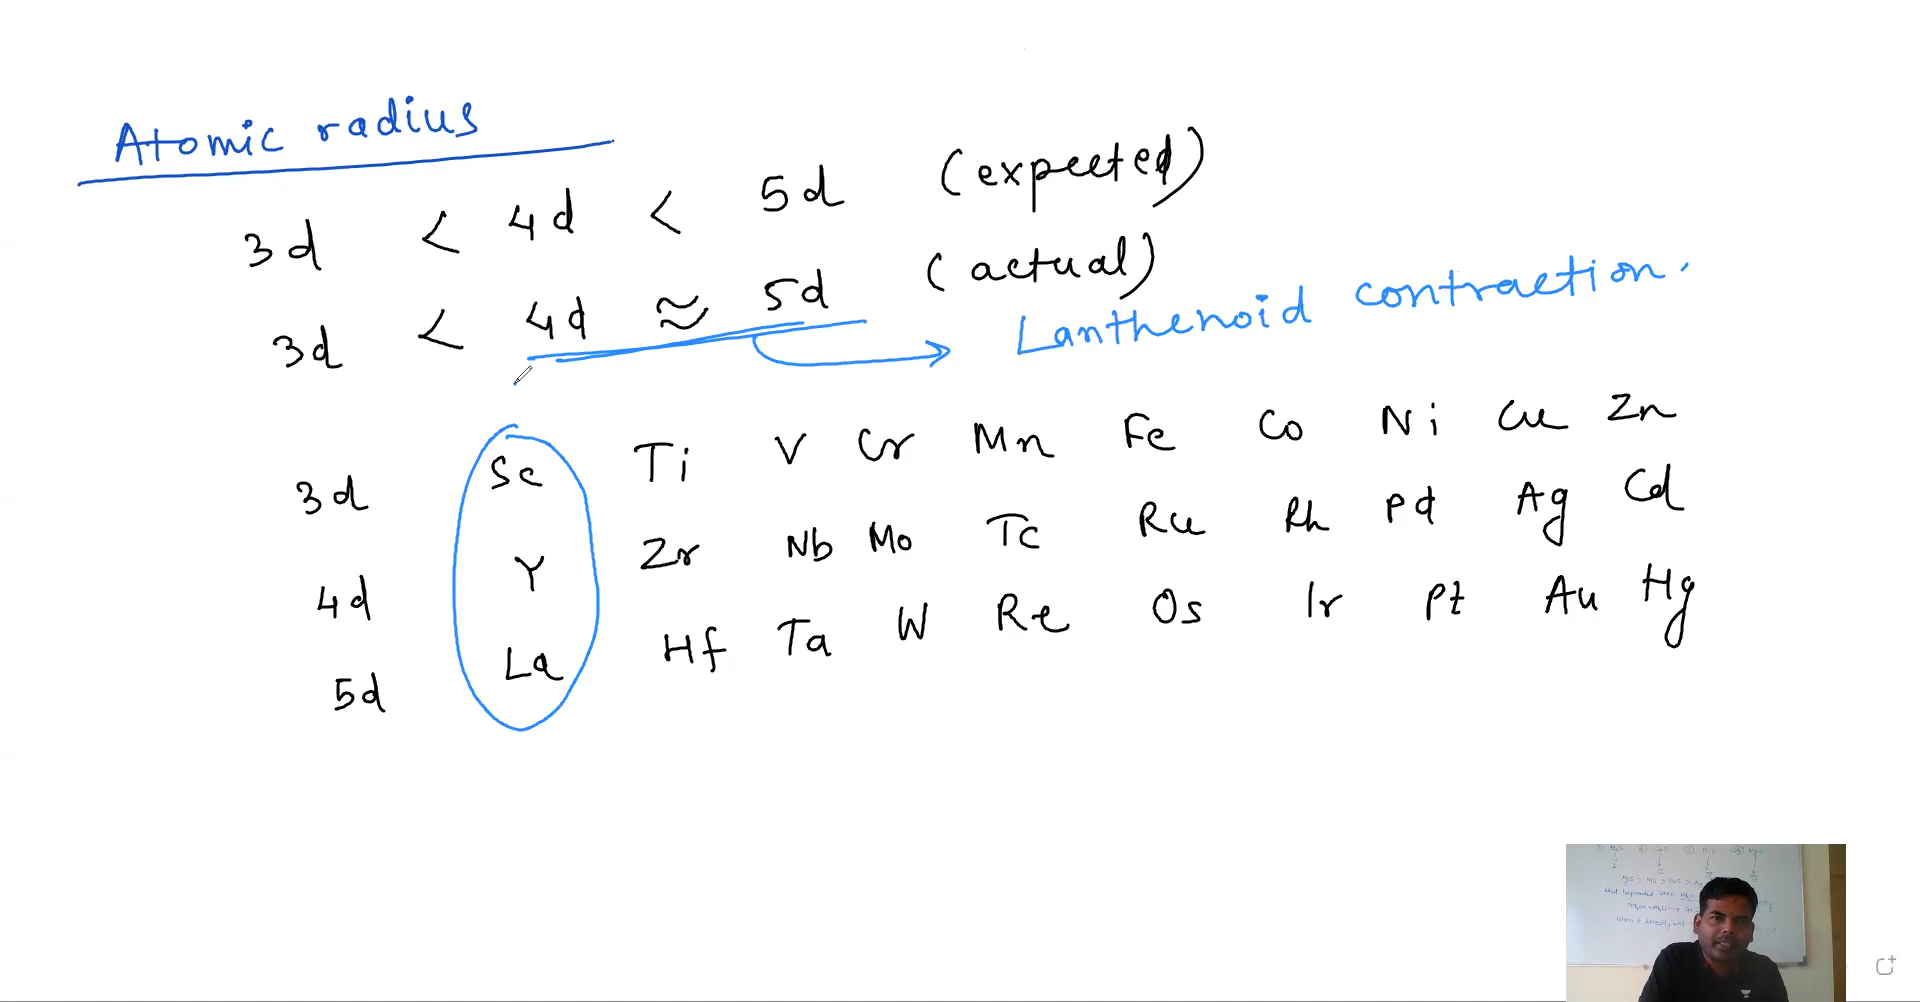 Atomic radius
3d < 4d < 5d (expected)
3d < 4d ≈ 5d (actual)
Lanthenoid contraction.
3d Sc Ti V Cr Mn Fe Co Ni Cu Zn
4d Y Zr Nb Mo Tc Ru Rh Pd Ag Cd
5d La Hf Ta W Re Os Ir Pt Au Hg